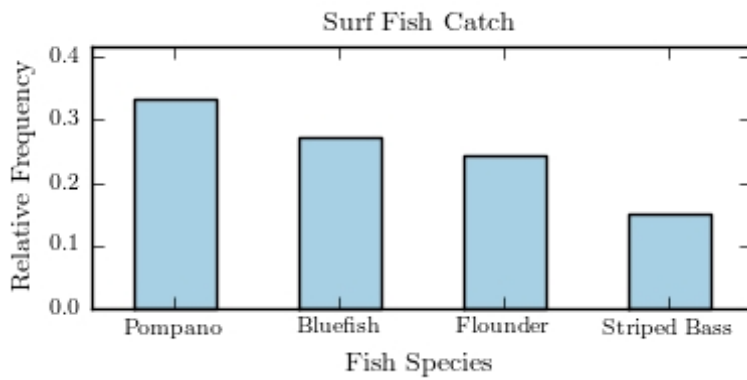 Surf Fish Catch
Relative Frequency
0.4
0.3
0.2
0.1
0.0
Pompano Bluefish Flounder Striped Bass
Fish Species